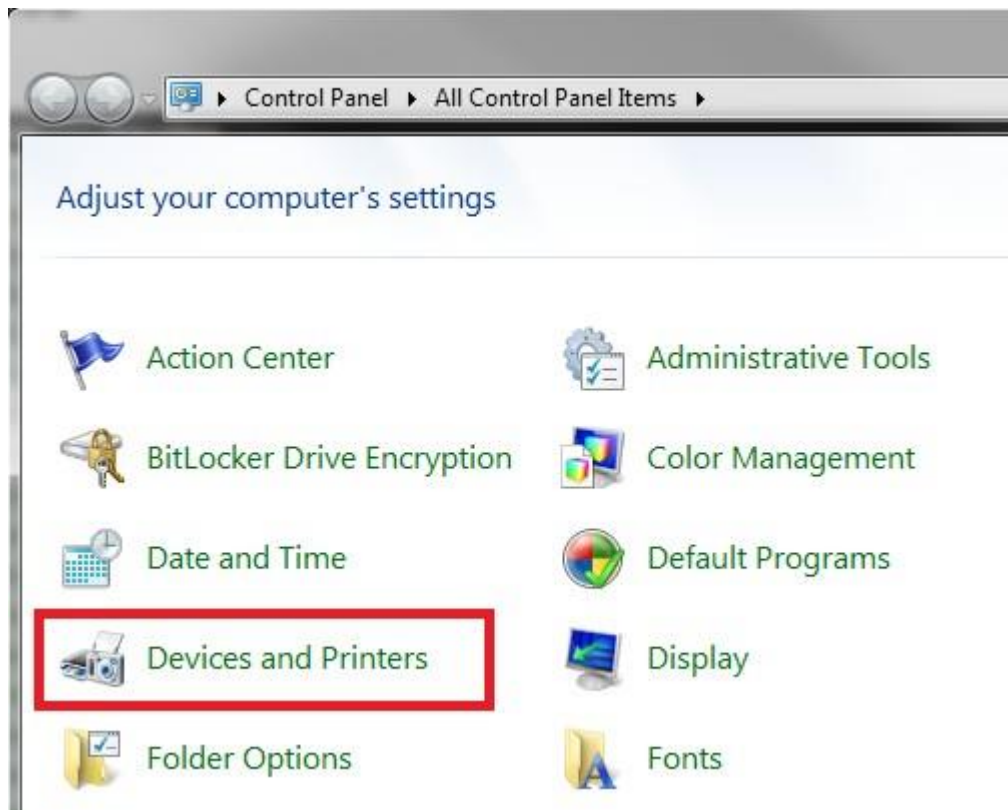 Control Panel All Control Panel Items
Adjust your computer's settings
Action Center
Administrative Tools
BitLocker Drive Encryption
Color Management
Date and Time
Default Programs
Devices and Printers
Display
Folder Options
Fonts